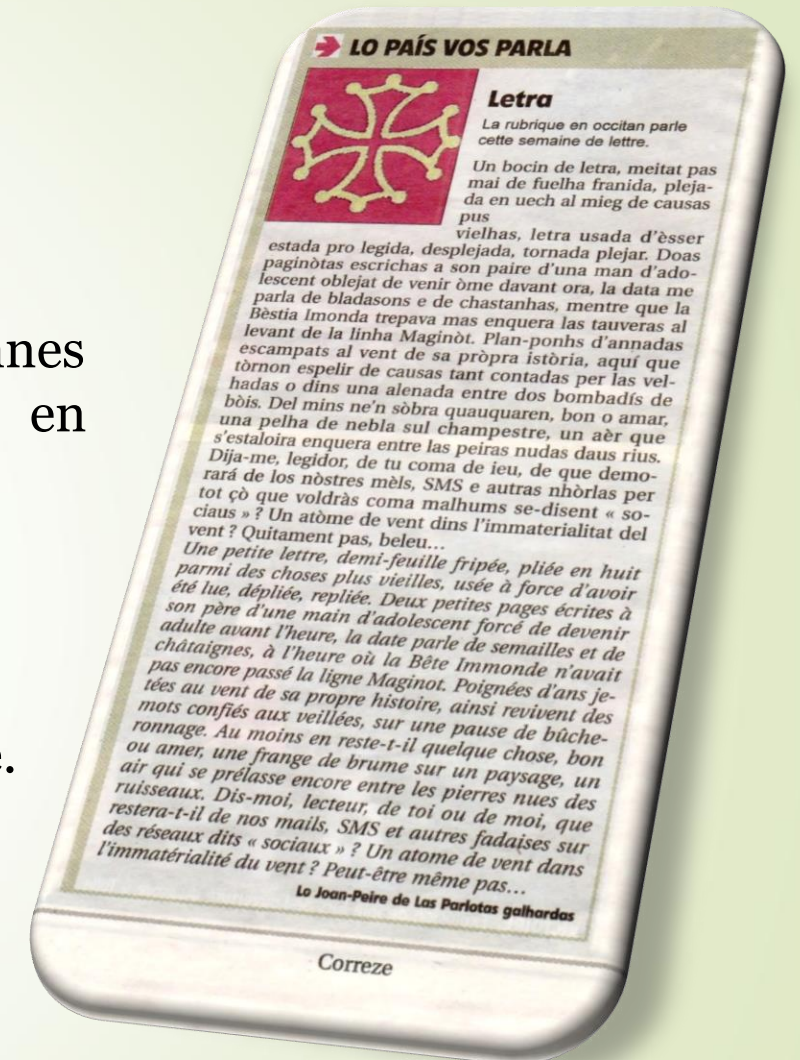 LO PAÍS VOS PARLA
Letra
La rubrique en occitan parle
cette semaine de lettre.
Un bocin de letra, meitat pas
mai de fuelha franida, pleja-
da en uech al mieg de causas
pus
vielhas, letra usada d'èsser
estada pro legida, desplejada, tornada plejar. Doas
paginòtas escrichas a son paire d'una man d'ado-
lescent oblejat de venir òme davant ora, la data me
parla de bladasons e de chastanhas, mentre que la
Bèstia Imonda trepava mas enquera las tauveras al
levant de la linha Maginòt. Plan-ponhs d'annadas
escampats al vent de sa pròpra istòria, aquí que
tòrnon espelir de causas tant contadas per las vel-
hadas o dins una alenada entre dos bombadís de
bòis. Del mins ne'n sòbra quauquaren, bon o amar,
una pelha de nebla sul champestre, un aèr que
s'estaloira enquera entre las peiras nudas daus rius.
Dija-me, legidor, de tu coma de ieu, de que demo-
rará de los nòstres mèls, SMS e autras nhòrlas per
tot çò que voldràs coma malhums se-disent « so-
ciaus » ? Un atòme de vent dins l'immaterialitat del
vent ? Quitament pas, beleu...
Une petite lettre, demi-feuille fripée, pliée en huit
parmi des choses plus vieilles, usée à force d'avoir
été lue, dépliée, repliée. Deux petites pages écrites à
son père d'une main d'adolescent forcé de devenir
adulte avant l'heure, la date parle de semailles et de
châtaignes, à l'heure où la Bête Immonde n'avait
pas encore passé la ligne Maginot. Poignées d'ans je-
tées au vent de sa propre histoire, ainsi revivent des
mots confiés aux veillées, sur une pause de bûche-
ronnage. Au moins en reste-t-il quelque chose, bon
ou amer, une frange de brume sur un paysage, un
air qui se prélasse encore entre les pierres nues des
ruisseaux. Dis-moi, lecteur, de toi ou de moi, que
restera-t-il de nos mails, SMS et autres fadaises sur
des réseaux dits « sociaux » ? Un atome de vent dans
l'immatérialité du vent ? Peut-être même pas...
Lo Joan-Peire de Las Parlotas galhardas
Correze
en